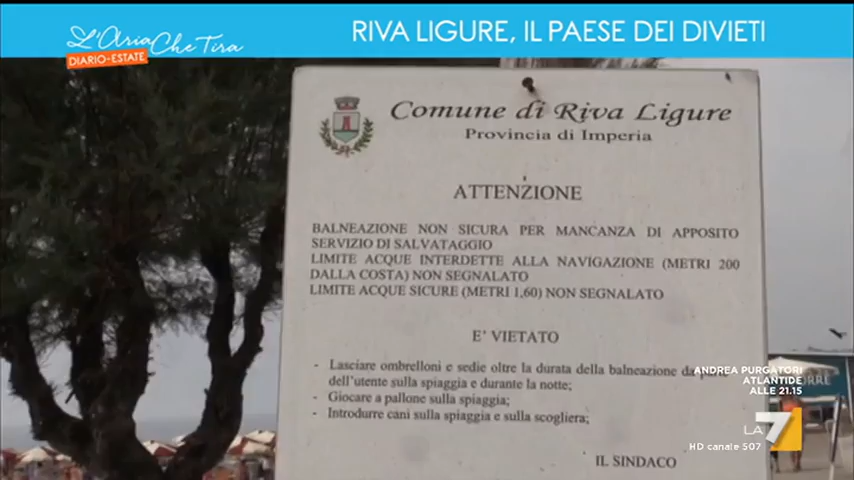 L'Aria Che Tira
DIARIO-ESTATE
RIVA LIGURE, IL PAESE DEI DIVIETI
Comune di Riva Ligure
Provincia di Imperia
ATTENZIONE
BALNEAZIONE NON SICURA PER MANCANZA DI APPOSITO
SERVIZIO DI SALVATAGGIO
LIMITE ACQUE INTERDETTE ALLA NAVIGAZIONE (METRI 200
DALLA COSTA) NON SEGNALATO
LIMITE ACQUE SICURE (METRI 1,60) NON SEGNALATO
E' VIETATO
- Lasciare ombrelloni e sedie oltre la durata della balneazione da
dell'utente sulla spiaggia e durante la notte;
- Giocare a pallone sulla spiaggia;
- Introdurre cani sulla spiaggia e sulla scogliera;
IL SINDACO
ANDREA PURGATORI
ATLANTIDE
ALLE 21.15
LA7
HD canale 507